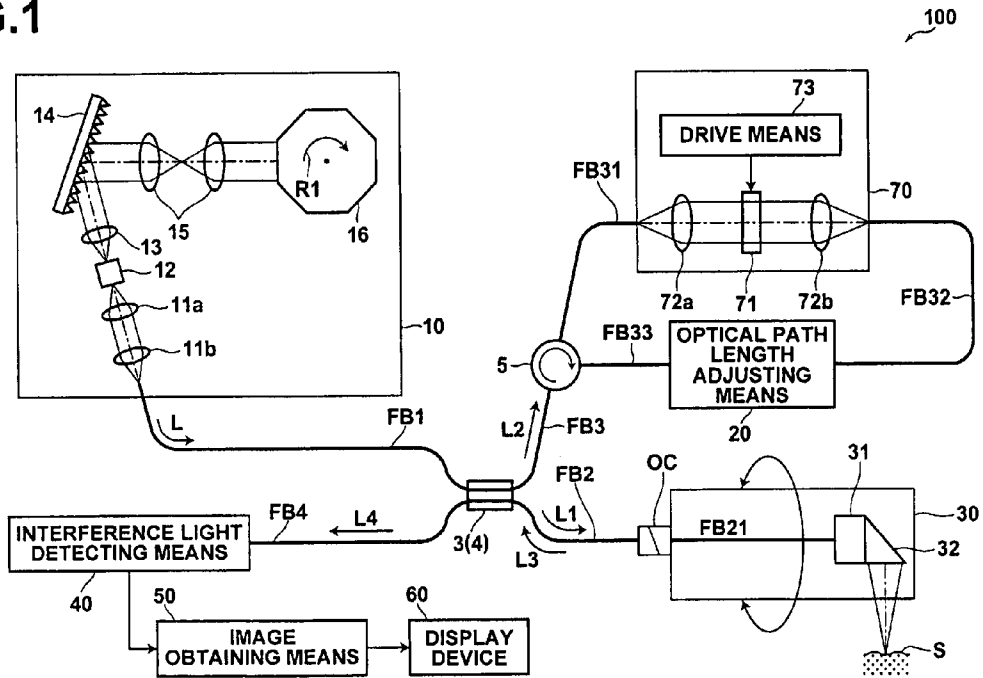 G.1
100
14
R1
15
16
13
12
11a
11b
10
73
DRIVE MEANS
FB31
70
72a
71
72b
FB32
FB33
5
OPTICAL PATH
LENGTH
ADJUSTING
MEANS
20
L
FB1
L2
FB3
FB2
OC
31
L1
FB21
30
32
FB4
L4
3(4)
L3
INTERFERENCE LIGHT
DETECTING MEANS
40
50
IMAGE
OBTAINING MEANS
60
DISPLAY
DEVICE
S